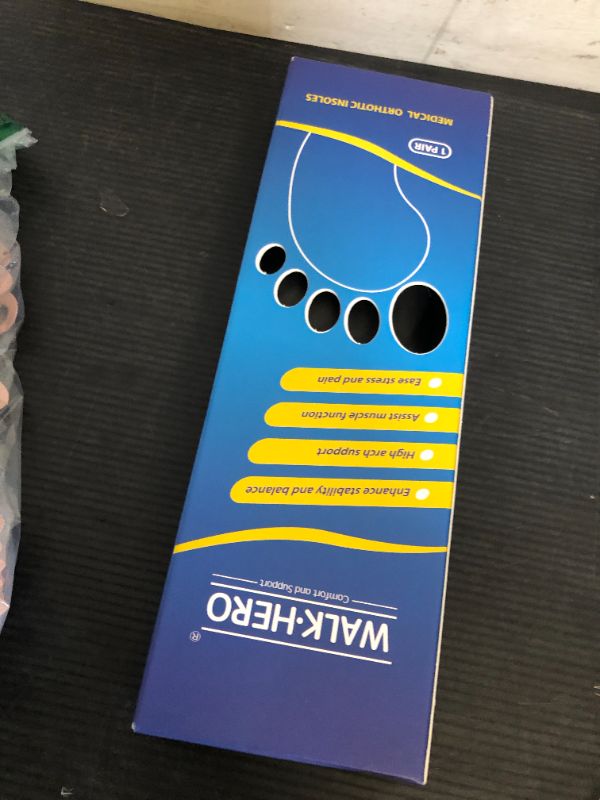 WALK·HERO®
Comfort and Support
Enhance stability and balance
High arch support
Assist muscle function
Ease stress and pain
1 PAIR
MEDICAL ORTHOTIC INSOLES